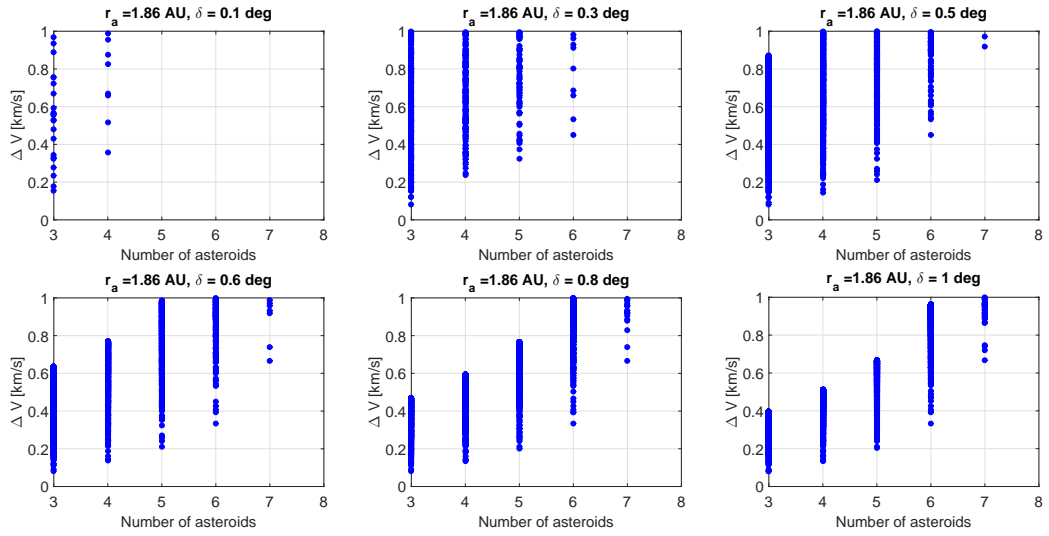 r_a =1.86 AU, δ = 0.1 deg
1
0.8
0.6
0.4
0.2
0
Δ V [km/s]
3 4 5 6 7 8
Number of asteroids
r_a =1.86 AU, δ = 0.3 deg
1
0.8
0.6
0.4
0.2
0
Δ V [km/s]
3 4 5 6 7 8
Number of asteroids
r_a =1.86 AU, δ = 0.5 deg
1
0.8
0.6
0.4
0.2
0
Δ V [km/s]
3 4 5 6 7 8
Number of asteroids
r_a =1.86 AU, δ = 0.6 deg
1
0.8
0.6
0.4
0.2
0
Δ V [km/s]
3 4 5 6 7 8
Number of asteroids
r_a =1.86 AU, δ = 0.8 deg
1
0.8
0.6
0.4
0.2
0
Δ V [km/s]
3 4 5 6 7 8
Number of asteroids
r_a =1.86 AU, δ = 1 deg
1
0.8
0.6
0.4
0.2
0
Δ V [km/s]
3 4 5 6 7 8
Number of asteroids